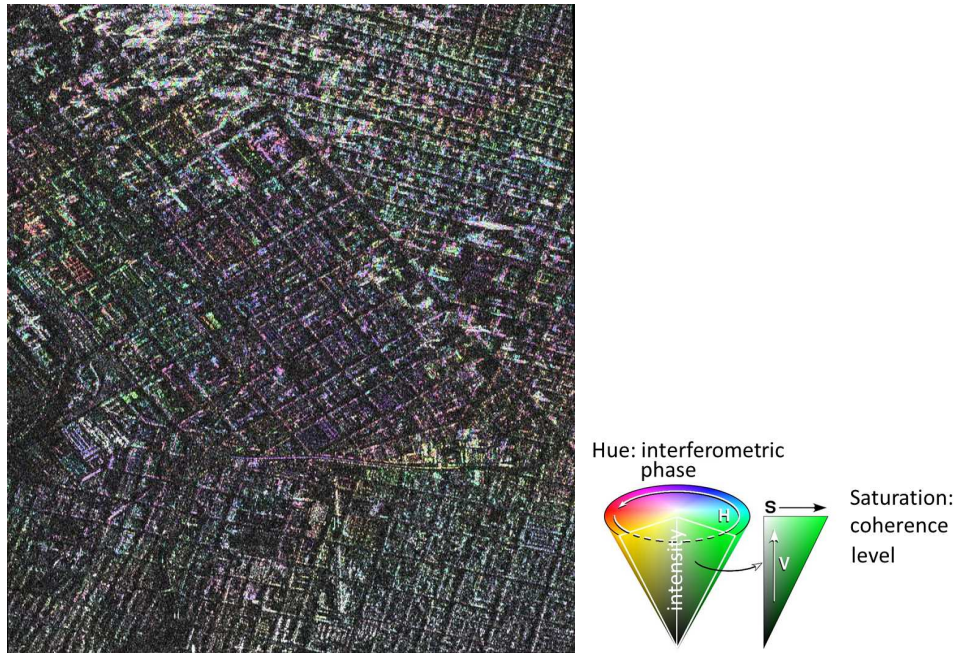 Hue: interferometric
phase
H
intensity
S
V
Saturation:
coherence
level